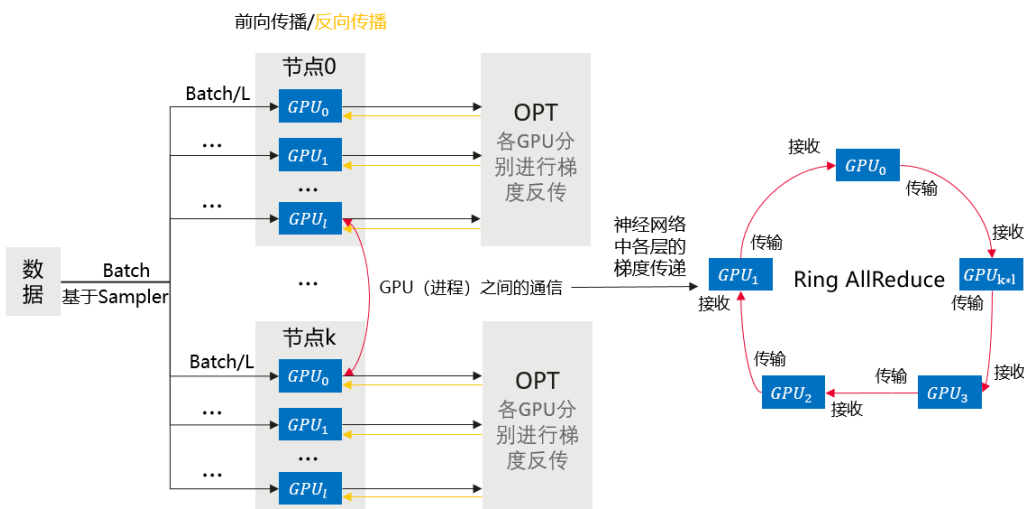 前向传播/反向传播
节点0
Batch/L
GPU₀
...
GPU₁
...
...
GPUₗ
OPT
各GPU分
别进行梯
度反传
数
据
Batch
基于Sampler
...
GPU（进程）之间的通信
节点k
Batch/L
GPU₀
...
GPU₁
...
...
GPUₗ
OPT
各GPU分
别进行梯
度反传
神经网络
中各层的
梯度传递
接收
GPU₀
传输
接收
传输
GPU₁
Ring AllReduce
GPUₖ*ₗ
接收
传输
传输
传输
接收
GPU₂
GPU₃
接收